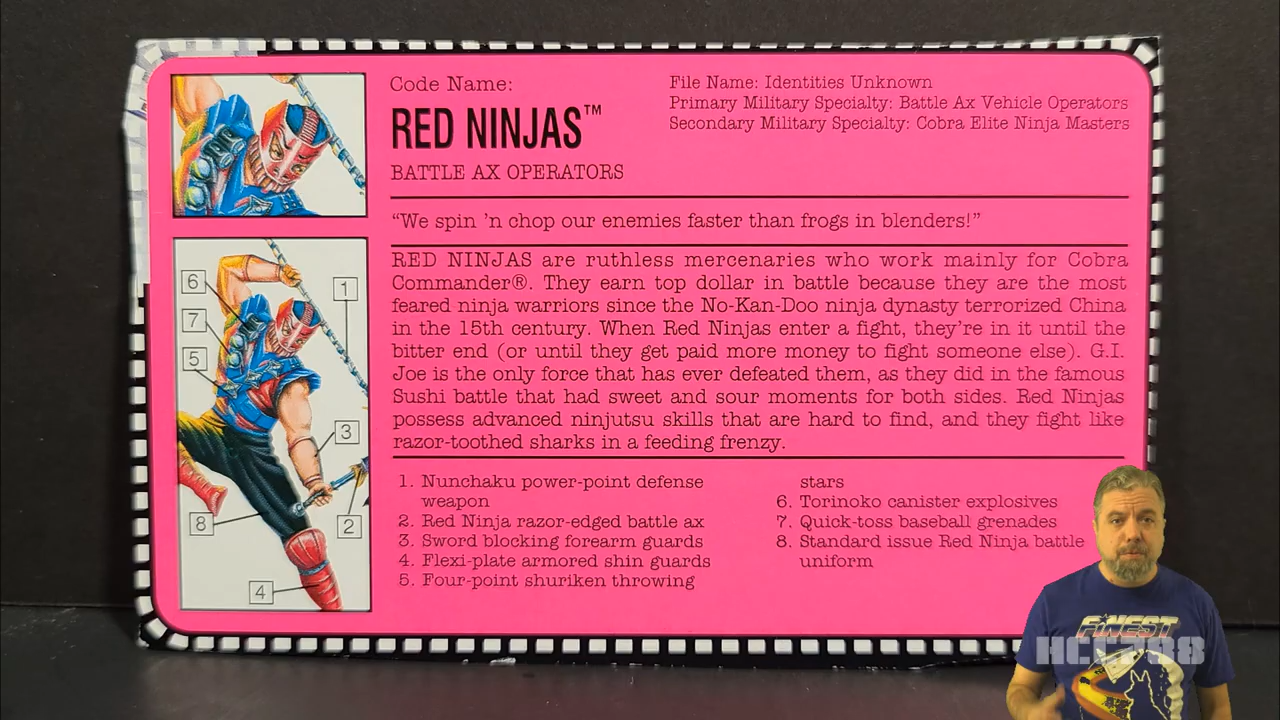 Code Name:
RED NINJAS™
BATTLE AX OPERATORS
File Name: Identities Unknown
Primary Military Specialty: Battle Ax Vehicle Operators
Secondary Military Specialty: Cobra Elite Ninja Masters
“We spin ’n chop our enemies faster than frogs in blenders!”
RED NINJAS are ruthless mercenaries who work mainly for Cobra
Commander®. They earn top dollar in battle because they are the most
feared ninja warriors since the No-Kan-Doo ninja dynasty terrorized China
in the 15th century. When Red Ninjas enter a fight, they’re in it until the
bitter end (or until they get paid more money to fight someone else). G.I.
Joe is the only force that has ever defeated them, as they did in the famous
Sushi battle that had sweet and sour moments for both sides. Red Ninjas
possess advanced ninjutsu skills that are hard to find, and they fight like
razor-toothed sharks in a feeding frenzy.
6
1
7
5
3
8
2
4
1. Nunchaku power-point defense
weapon
2. Red Ninja razor-edged battle ax
3. Sword blocking forearm guards
4. Flexi-plate armored shin guards
5. Four-point shuriken throwing
stars
6. Torinoko canister explosives
7. Quick-toss baseball grenades
8. Standard issue Red Ninja battle
uniform
FINEST
HCC788